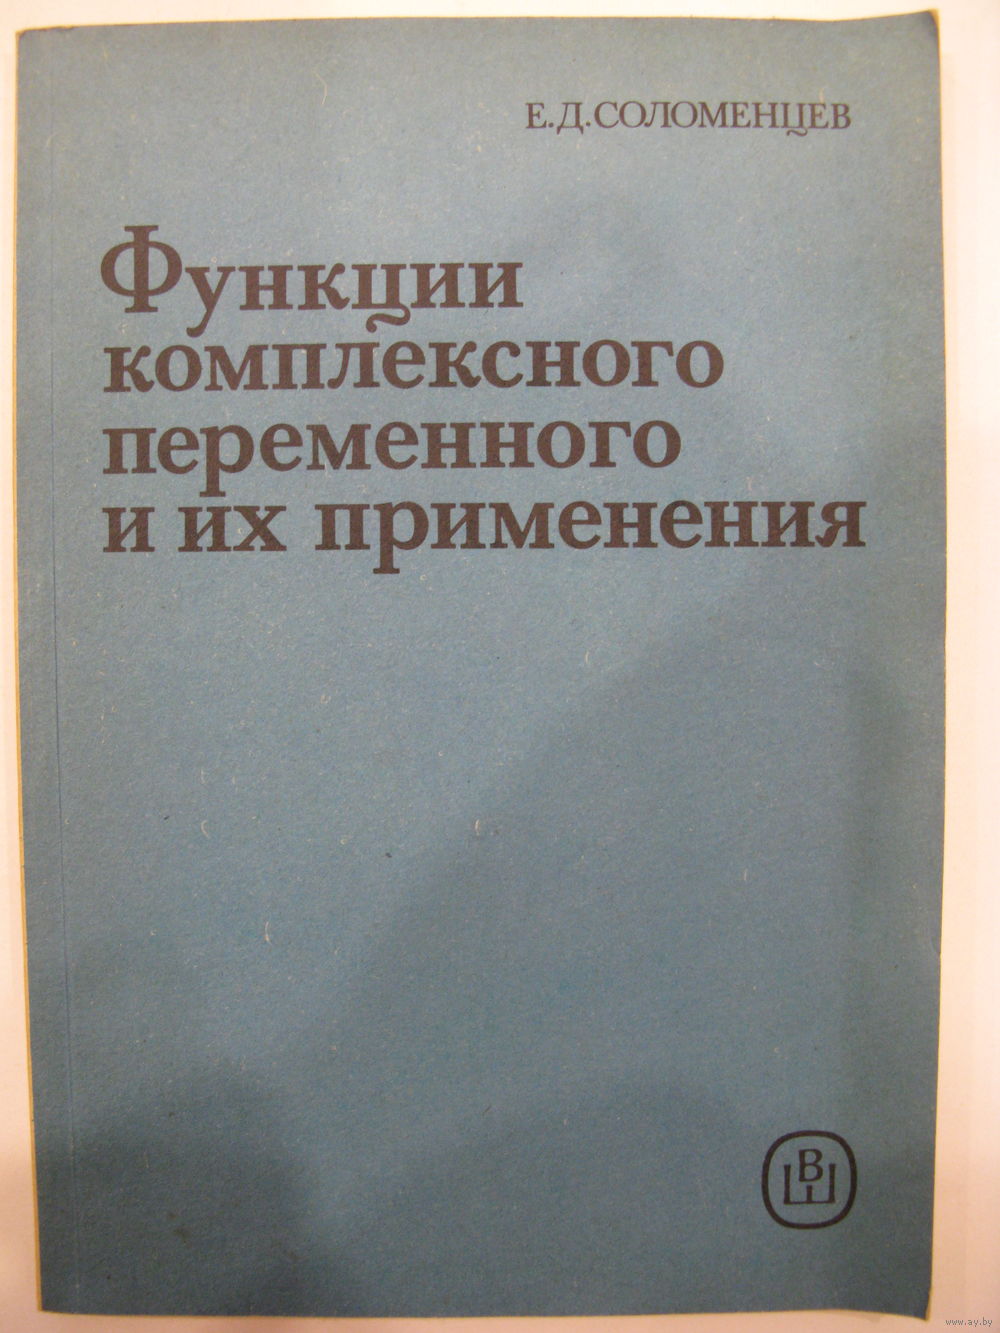 Е.Д.СОЛОМЕНЦЕВ
Функции
комплексного
переменного
и их применения
ВШ
www.ay.by